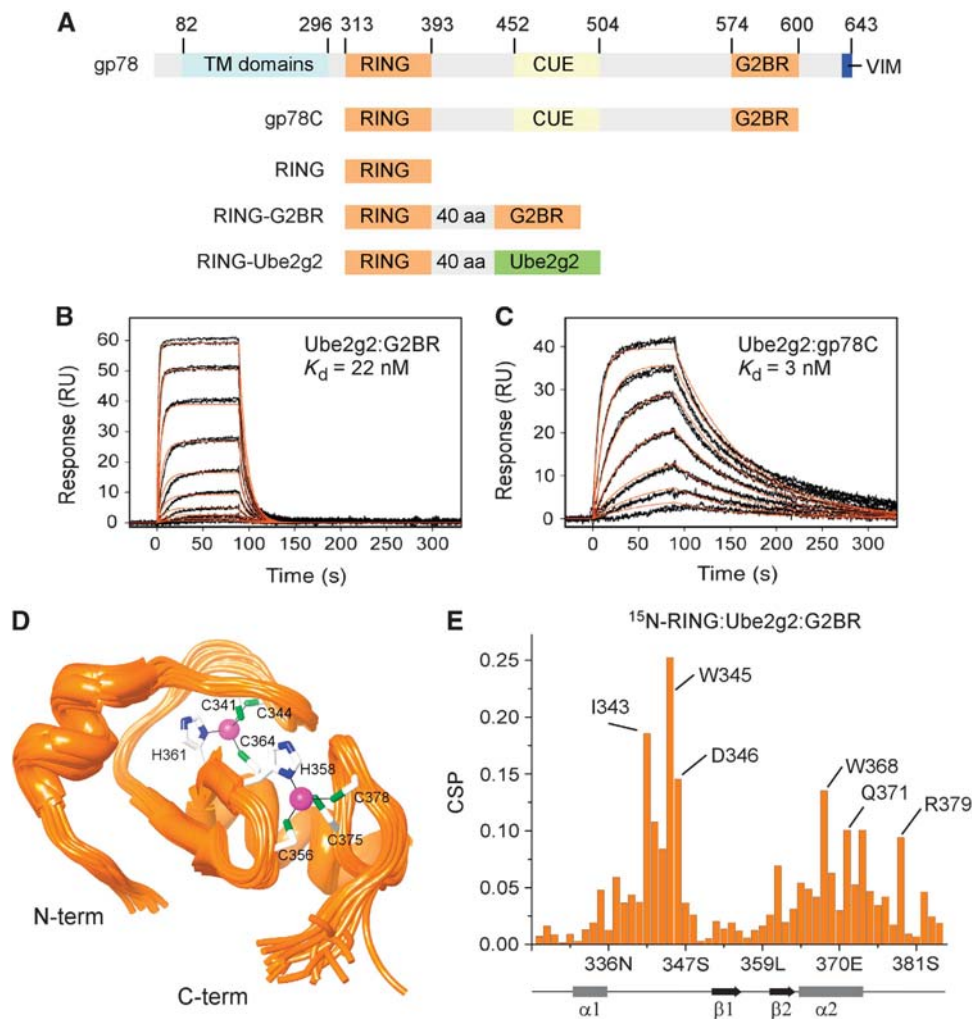 A
82 296 313 393 452 504 574 600 643
gp78 TM domains RING CUE G2BR VIM
gp78C RING CUE G2BR
RING RING
RING-G2BR RING 40 aa G2BR
RING-Ube2g2 RING 40 aa Ube2g2
B
Ube2g2:G2BR
K_d = 22 nM
Response (RU)
60
50
40
30
20
10
0
0 50 100 150 200 250 300
Time (s)
C
Ube2g2:gp78C
K_d = 3 nM
Response (RU)
40
30
20
10
0
0 50 100 150 200 250 300
Time (s)
D
C341
C344
H361
C364
H358
C378
C375
C356
N-term
C-term
E
¹⁵N-RING:Ube2g2:G2BR
CSP
0.25
0.20
0.15
0.10
0.05
0.00
I343
W345
D346
W368
Q371
R379
336N 347S 359L 370E 381S
α1 β1 β2 α2